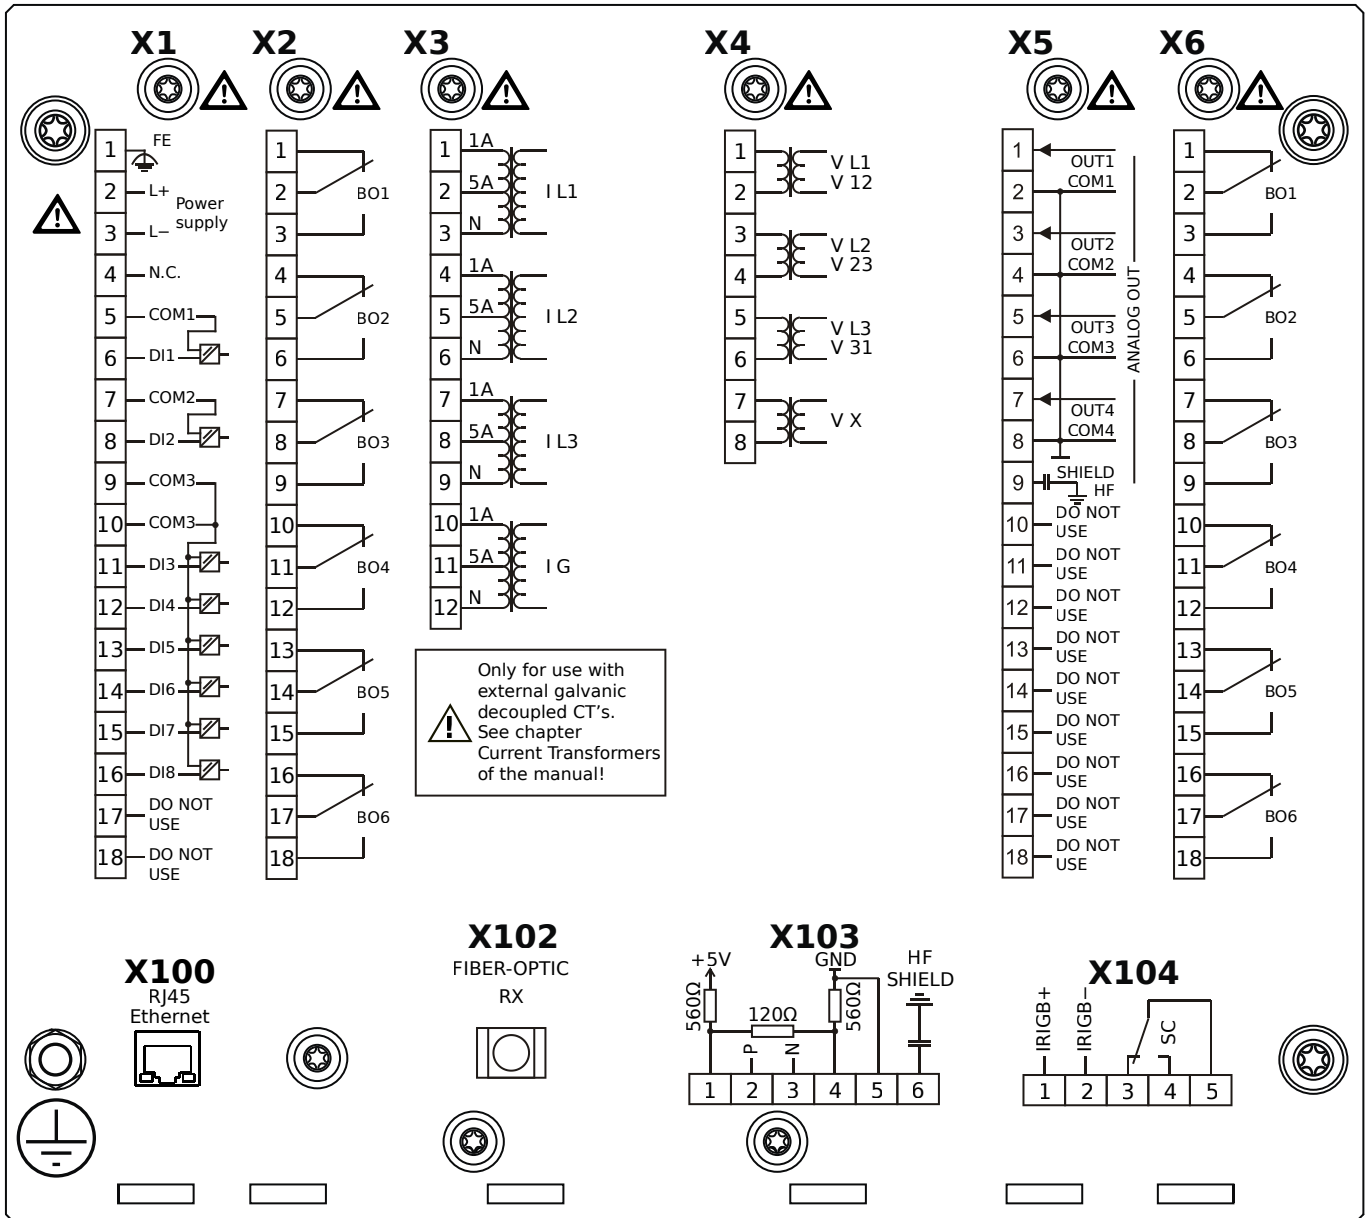 X1
X2
X3
X4
X5
X6
1 FE
2 L+
Power
supply
3 L−
4 N.C.
5 COM1
6 DI1
7 COM2
8 DI2
9 COM3
10 COM3
11 DI3
12 DI4
13 DI5
14 DI6
15 DI7
16 DI8
17 DO NOT
USE
18 DO NOT
USE
1
2 BO1
3
4
5 BO2
6
7
8 BO3
9
10
11 BO4
12
13
14 BO5
15
16
17 BO6
18
1 1A
2 5A I L1
3 N
4 1A
5 5A I L2
6 N
7 1A
8 5A I L3
9 N
10 1A
11 5A I G
12 N
Only for use with
external galvanic
decoupled CT's.
See chapter
Current Transformers
of the manual!
1 V L1
2 V 12
3 V L2
4 V 23
5 V L3
6 V 31
7 V X
8
1 OUT1
2 COM1
3 OUT2
4 COM2
5 OUT3
6 COM3
7 OUT4
8 COM4
ANALOG OUT
9 SHIELD
HF
10 DO NOT
USE
11 DO NOT
USE
12 DO NOT
USE
13 DO NOT
USE
14 DO NOT
USE
15 DO NOT
USE
16 DO NOT
USE
17 DO NOT
USE
18 DO NOT
USE
1
2 BO1
3
4
5 BO2
6
7
8 BO3
9
10
11 BO4
12
13
14 BO5
15
16
17 BO6
18
X100
RJ45
Ethernet
X102
FIBER-OPTIC
RX
X103
+5V GND HF
SHIELD
560Ω 120Ω 560Ω
P N
1 2 3 4 5 6
X104
IRIGB+ IRIGB− SC
1 2 3 4 5